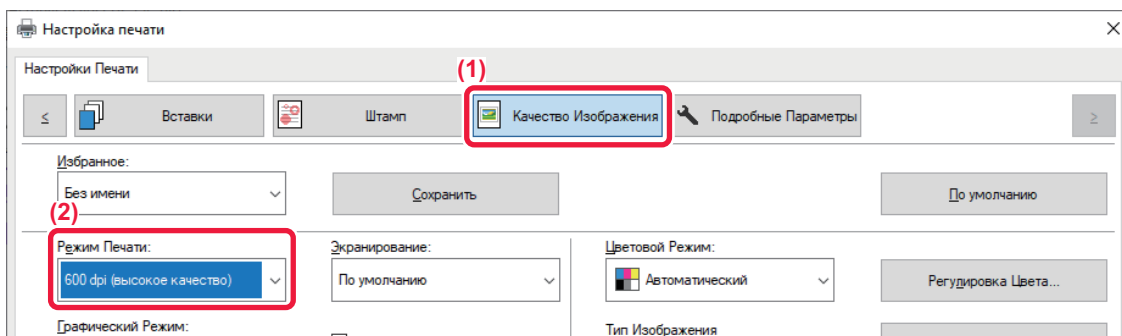 Настройка печати
Настройки Печати
(1)
< Вставки Штамп Качество Изображения Подробные Параметры >
Избранное:
Без имени Сохранить По умолчанию
(2)
Режим Печати: Экранирование: Цветовой Режим:
600 dpi (высокое качество) По умолчанию Автоматический Регулировка Цвета...
Графический Режим: Тип Изображения